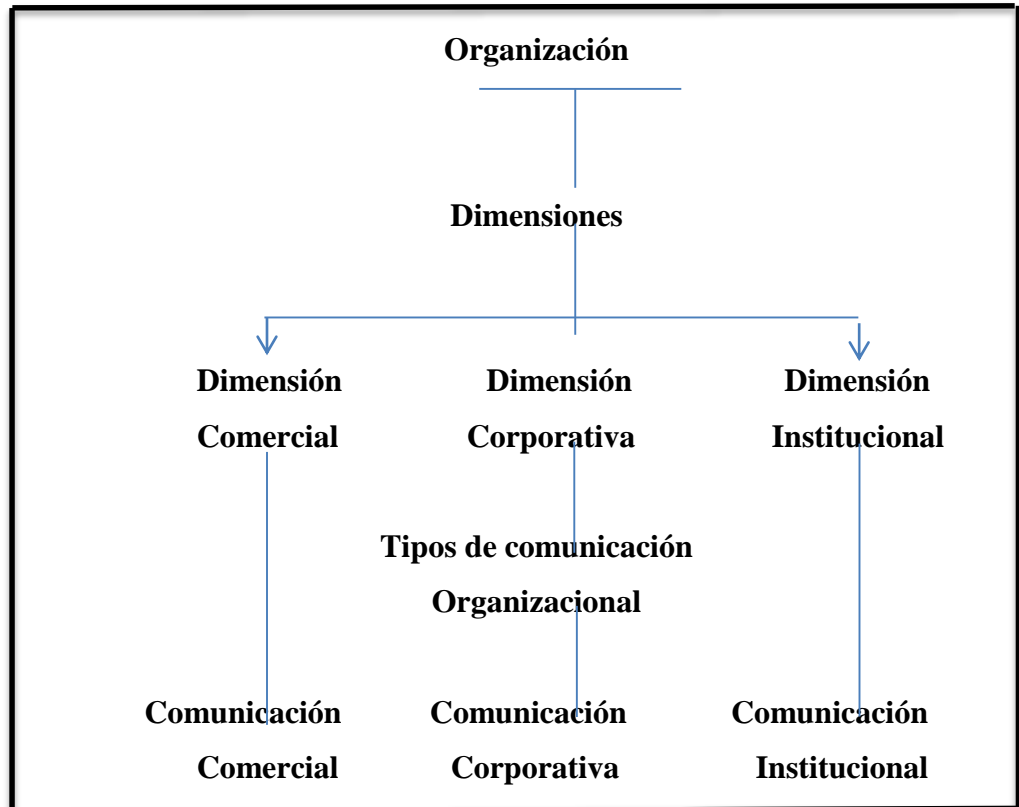 Organización
Dimensiones
Dimensión Dimensión Dimensión
Comercial Corporativa Institucional
Tipos de comunicación
Organizacional
Comunicación Comunicación Comunicación
Comercial Corporativa Institucional